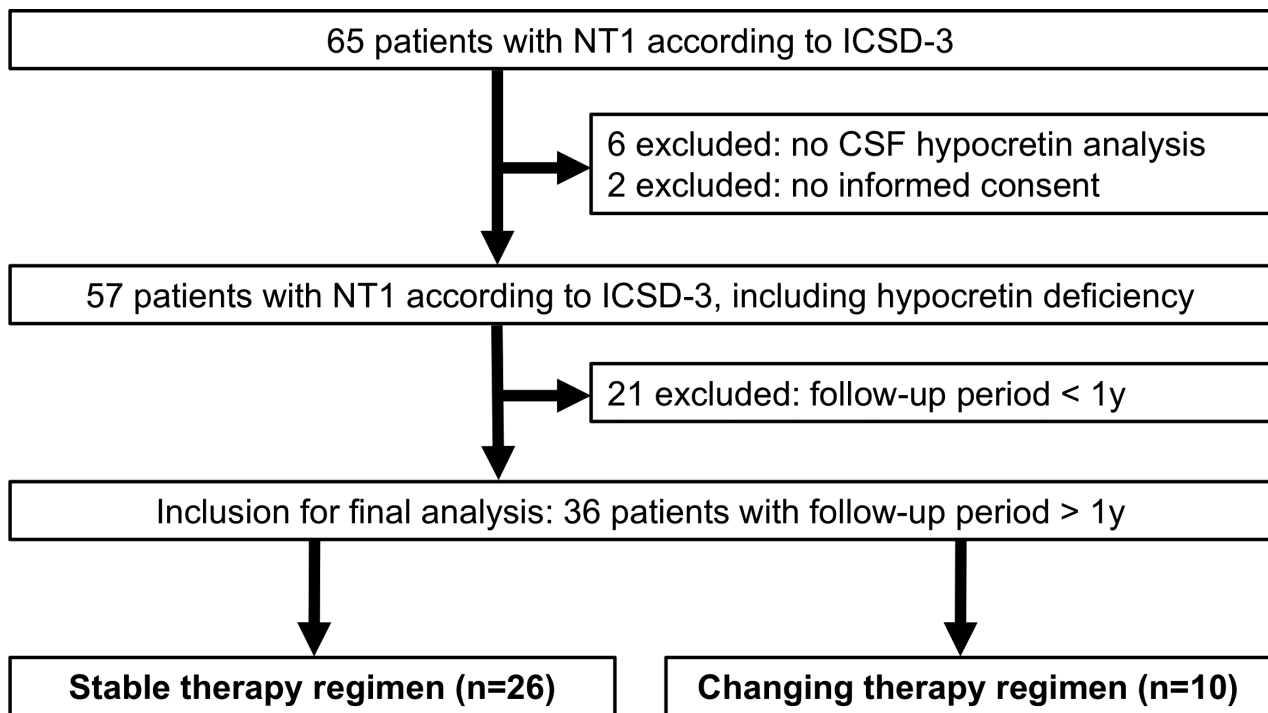 65 patients with NT1 according to ICSD-3
6 excluded: no CSF hypocretin analysis
2 excluded: no informed consent
57 patients with NT1 according to ICSD-3, including hypocretin deficiency
21 excluded: follow-up period < 1y
Inclusion for final analysis: 36 patients with follow-up period > 1y
Stable therapy regimen (n=26)
Changing therapy regimen (n=10)